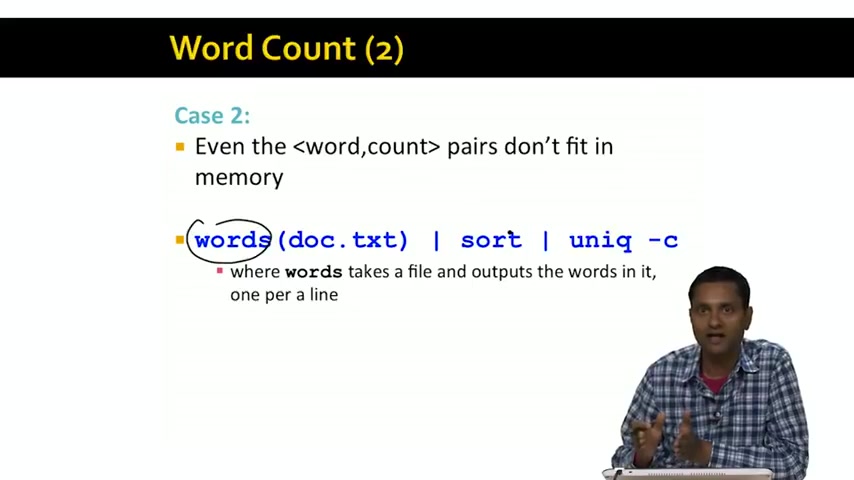 Word Count (2)
Case 2:
Even the <word,count> pairs don't fit in
memory
words(doc.txt) | sort | uniq -c
where words takes a file and outputs the words in it,
one per a line